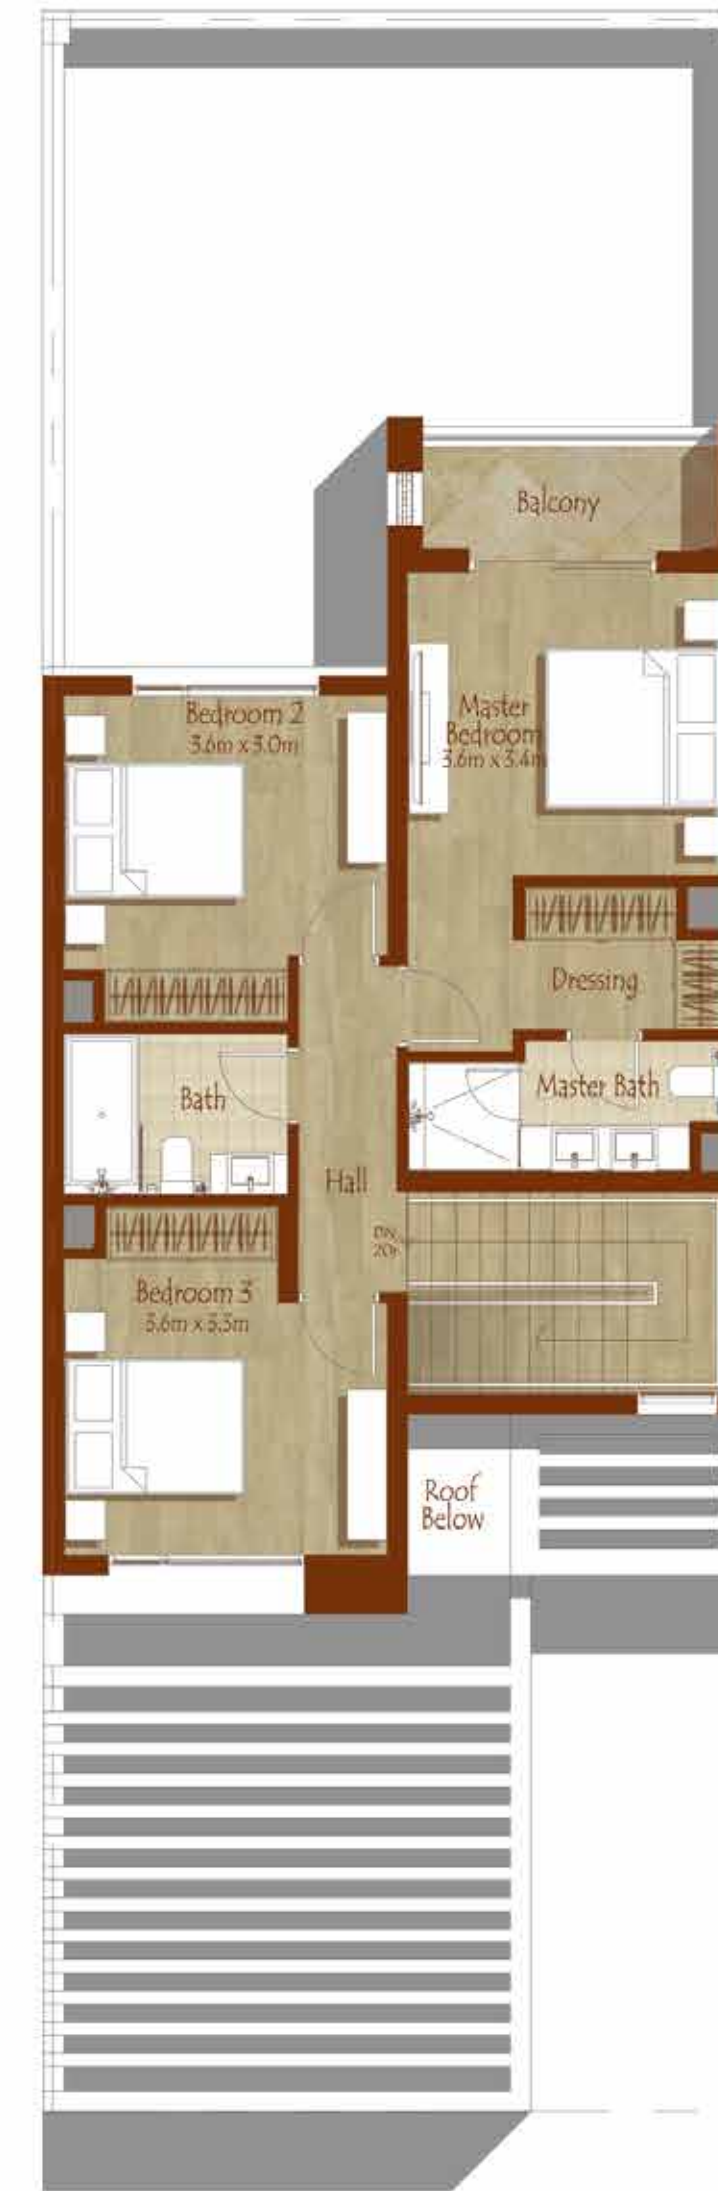 Balcony
Master
Bedroom
3.6m x 3.4m
Bedroom 2
3.6m x 3.0m
Dressing
Master Bath
Bath
Hall
DN
20r
Bedroom 3
3.6m x 3.3m
Roof
Below